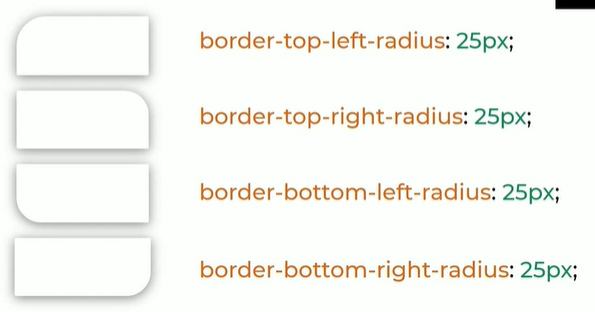 border-top-left-radius: 25px;
border-top-right-radius: 25px;
border-bottom-left-radius: 25px;
border-bottom-right-radius: 25px;